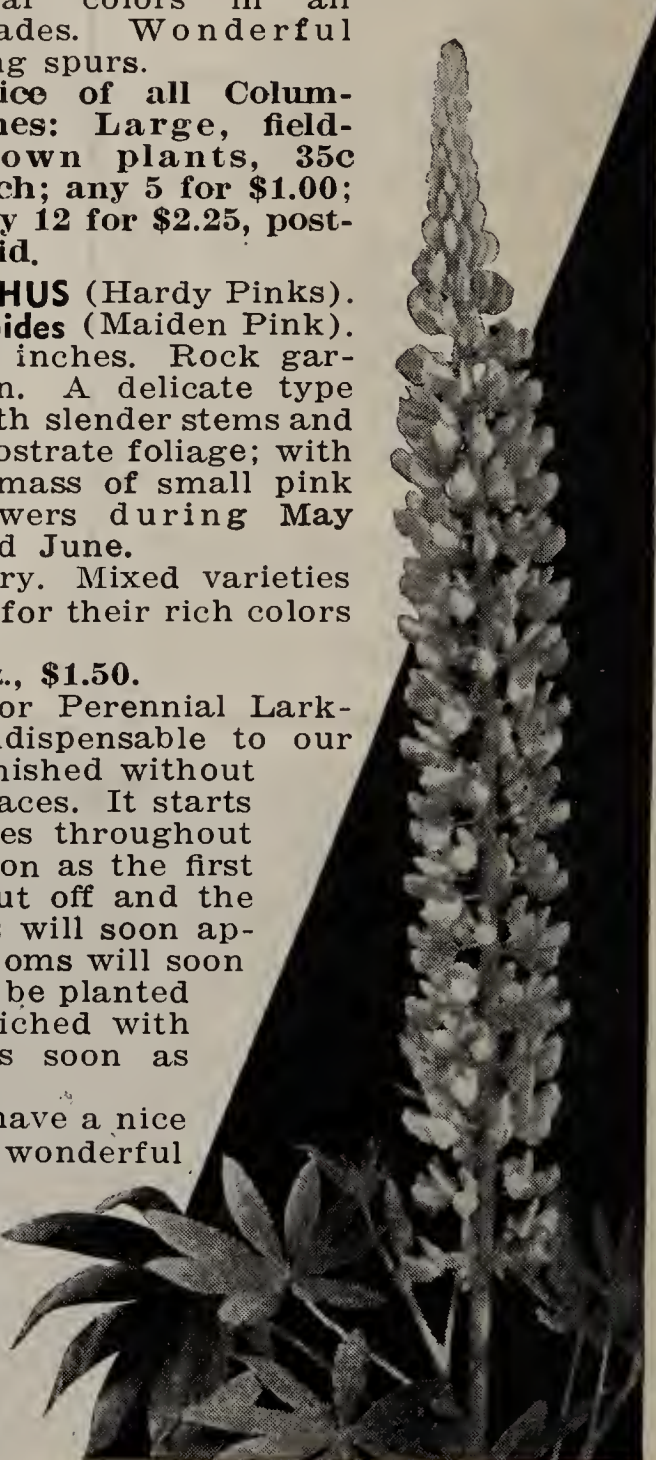 ar colors in all
ades. Wonderful
ng spurs.
ice of all Colum-
nes: Large, field-
own plants, 35c
ch; any 5 for $1.00;
y 12 for $2.25, post-
id.
HUS (Hardy Pinks).
oides (Maiden Pink).
inches. Rock gar-
n. A delicate type
th slender stems and
ostrate foliage; with
mass of small pink
wers during May
d June.
ry. Mixed varieties
for their rich colors
z., $1.50.
or Perennial Lark-
dispensable to our
nished without
aces. It starts
es throughout
on as the first
ut off and the
s will soon ap-
oms will soon
be planted
iched with
s soon as
have a nice
wonderful